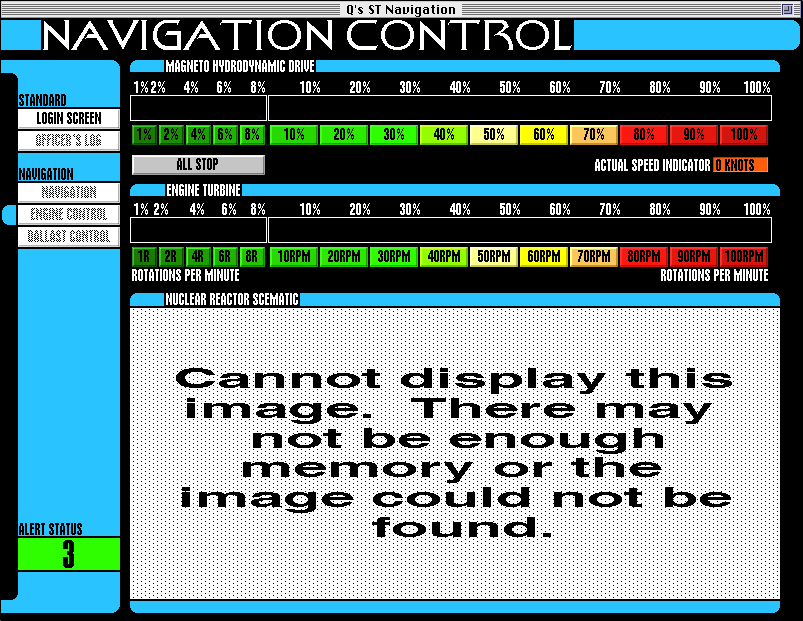 Q's ST Navigation
NAVIGATION CONTROL
MAGNETO HYDRODYNAMIC DRIVE
1% 2% 4% 6% 8% 10% 20% 30% 40% 50% 60% 70% 80% 90% 100%
1% 2% 4% 6% 8% 10% 20% 30% 40% 50% 60% 70% 80% 90% 100%
ALL STOP
ACTUAL SPEED INDICATOR 0 KNOTS
ENGINE TURBINE
1% 2% 4% 6% 8% 10% 20% 30% 40% 50% 60% 70% 80% 90% 100%
1R 2R 4R 6R 8R 10RPM 20RPM 30RPM 40RPM 50RPM 60RPM 70RPM 80RPM 90RPM 100RPM
ROTATIONS PER MINUTE
ROTATIONS PER MINUTE
NUCLEAR REACTOR SCEMATIC
Cannot display this
image. There may
not be enough
memory or the
image could not be
found.
STANDARD
LOGIN SCREEN
OFFICER'S LOG
NAVIGATION
NAVIGATION
ENGINE CONTROL
BALLAST CONTROL
ALERT STATUS
3